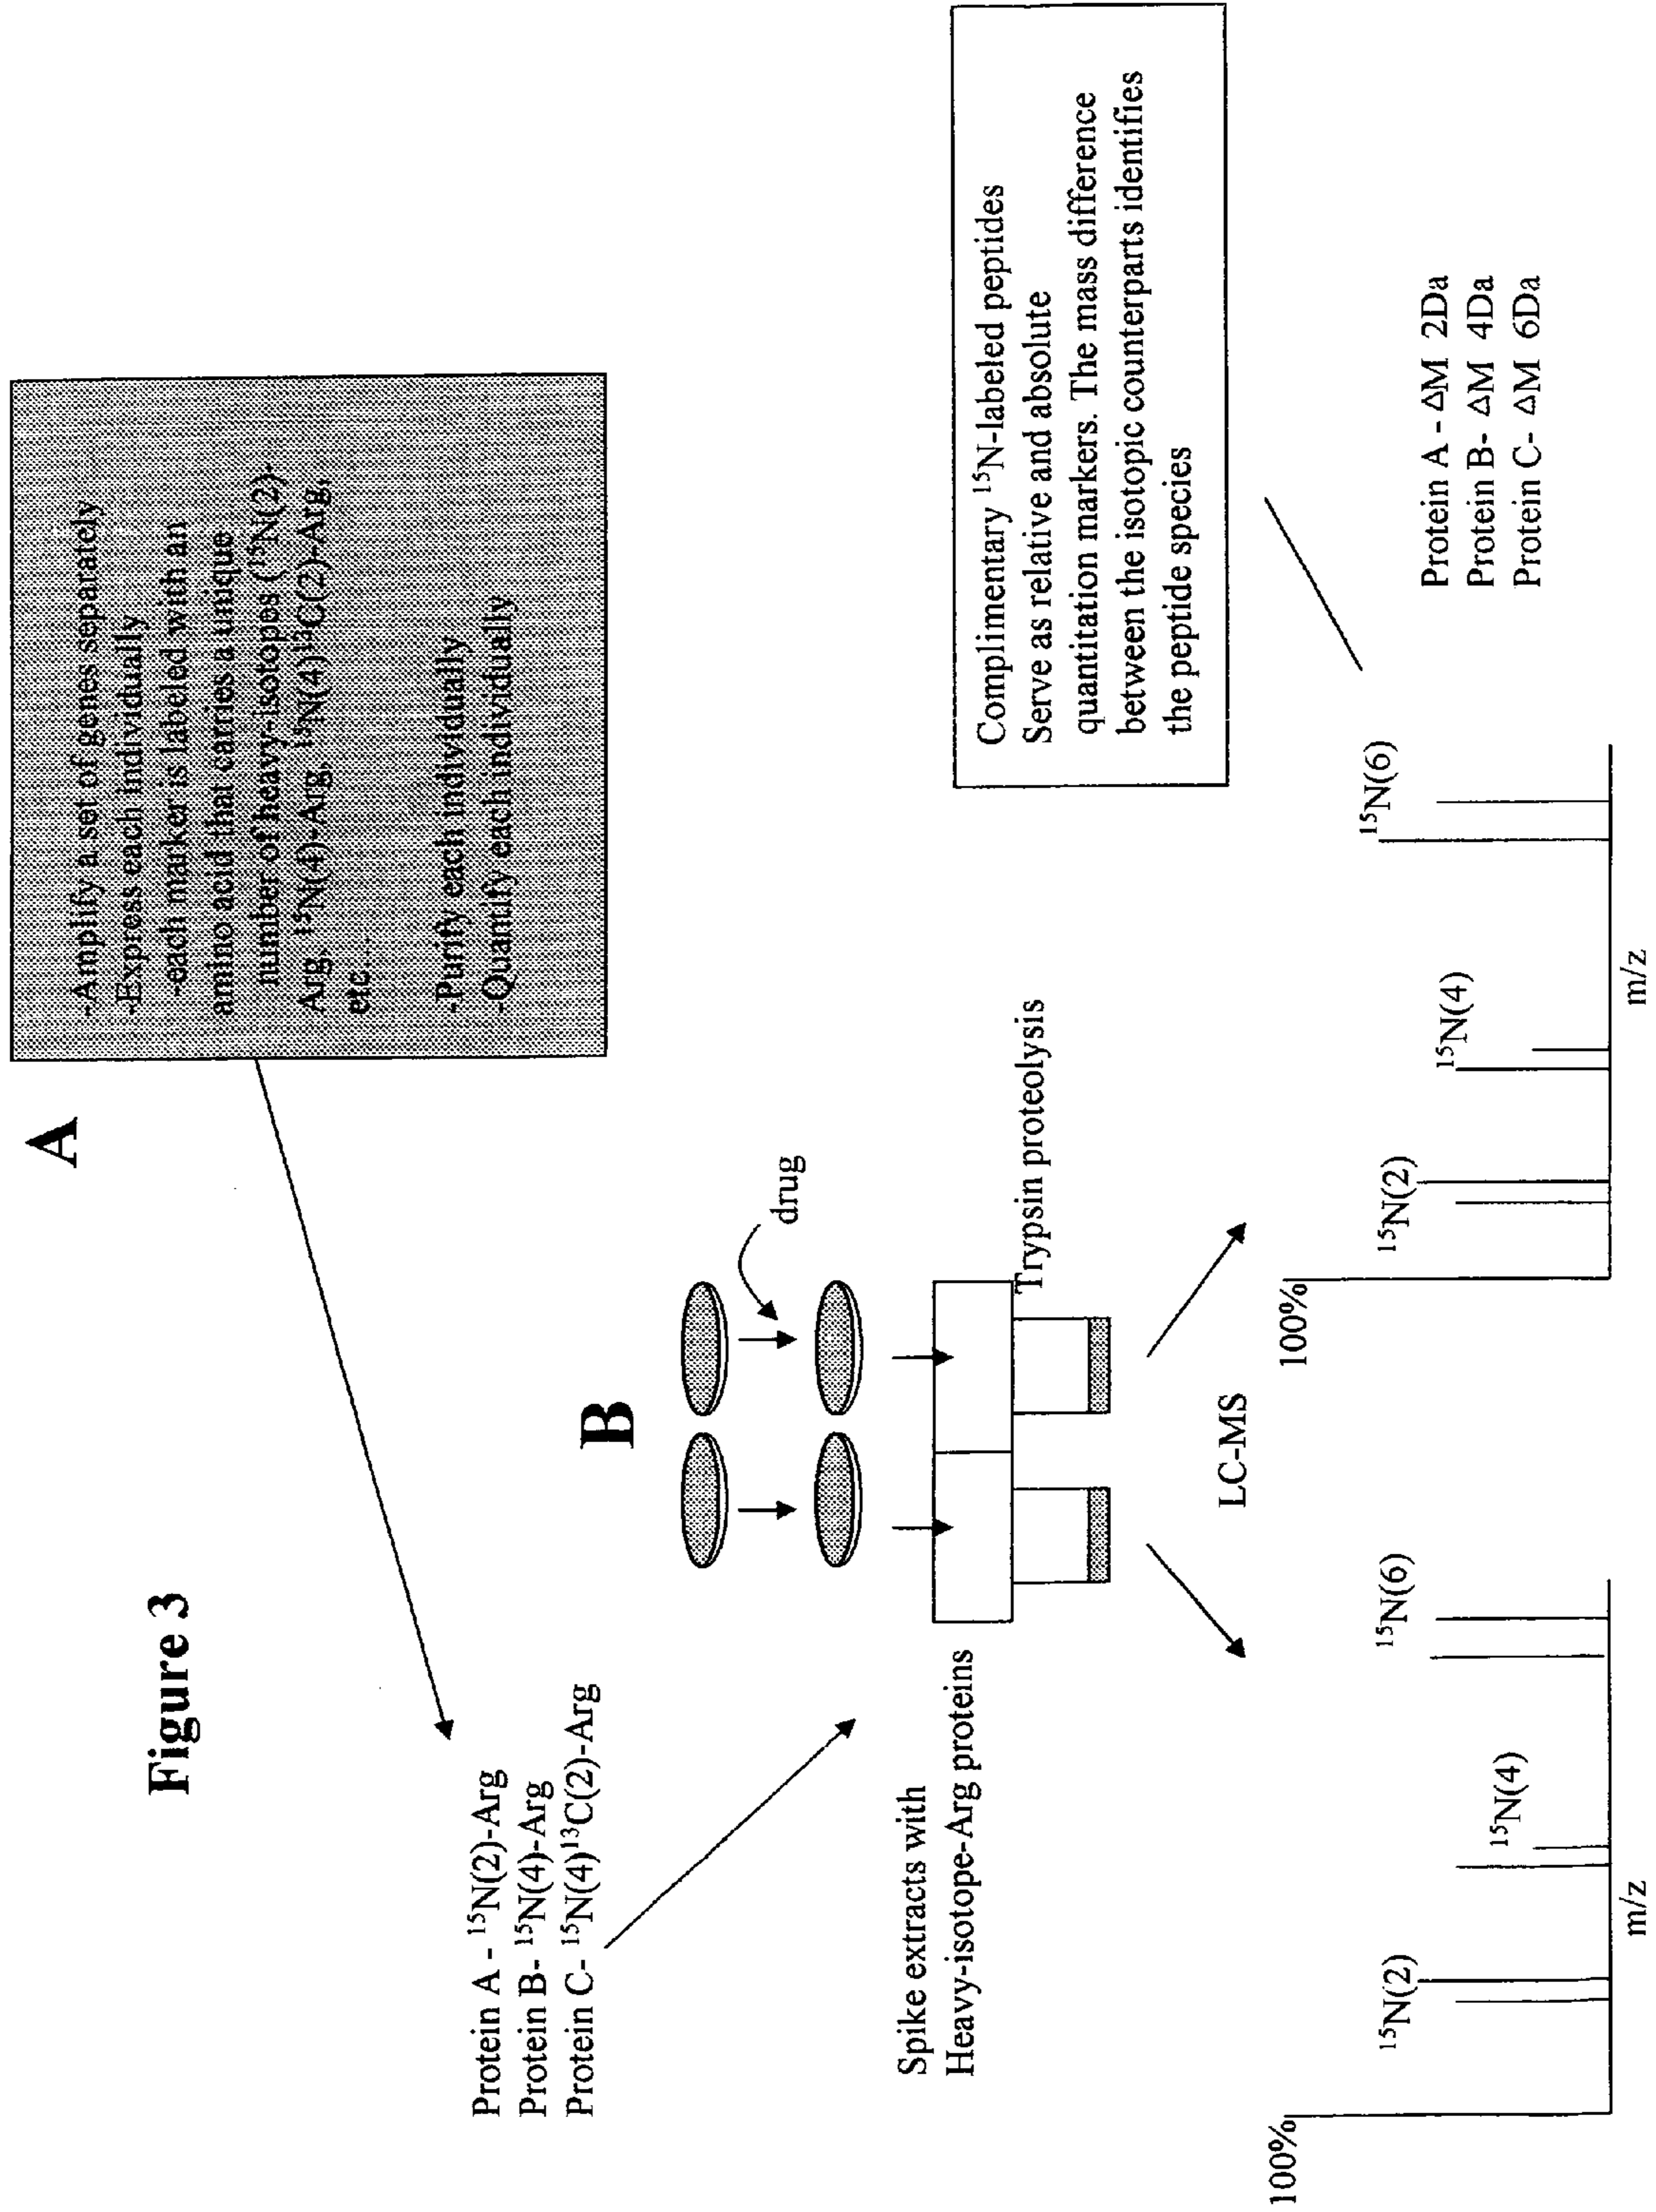 Figure 3
A
-Amplify a set of genes separately
-Express each individually
-each marker is labeled with an
amino acid that carries a unique
number of heavy-isotopes (¹⁵N(2)-
Arg, ¹⁵N(4)-Arg, ¹⁵N(4)¹³C(2)-Arg,
etc...
-Purify each individually
-Quantify each individually
Protein A - ¹⁵N(2)-Arg
Protein B- ¹⁵N(4)-Arg
Protein C- ¹⁵N(4)¹³C(2)-Arg
B
drug
Spike extracts with
Heavy-isotope-Arg proteins
Trypsin proteolysis
LC-MS
Complimentary ¹⁵N-labeled peptides
Serve as relative and absolute
quantitation markers. The mass difference
between the isotopic counterparts identifies
the peptide species
100%
¹⁵N(2)
¹⁵N(4)
¹⁵N(6)
m/z
100%
¹⁵N(2)
¹⁵N(4)
¹⁵N(6)
m/z
Protein A - ΔM 2Da
Protein B- ΔM 4Da
Protein C- ΔM 6Da